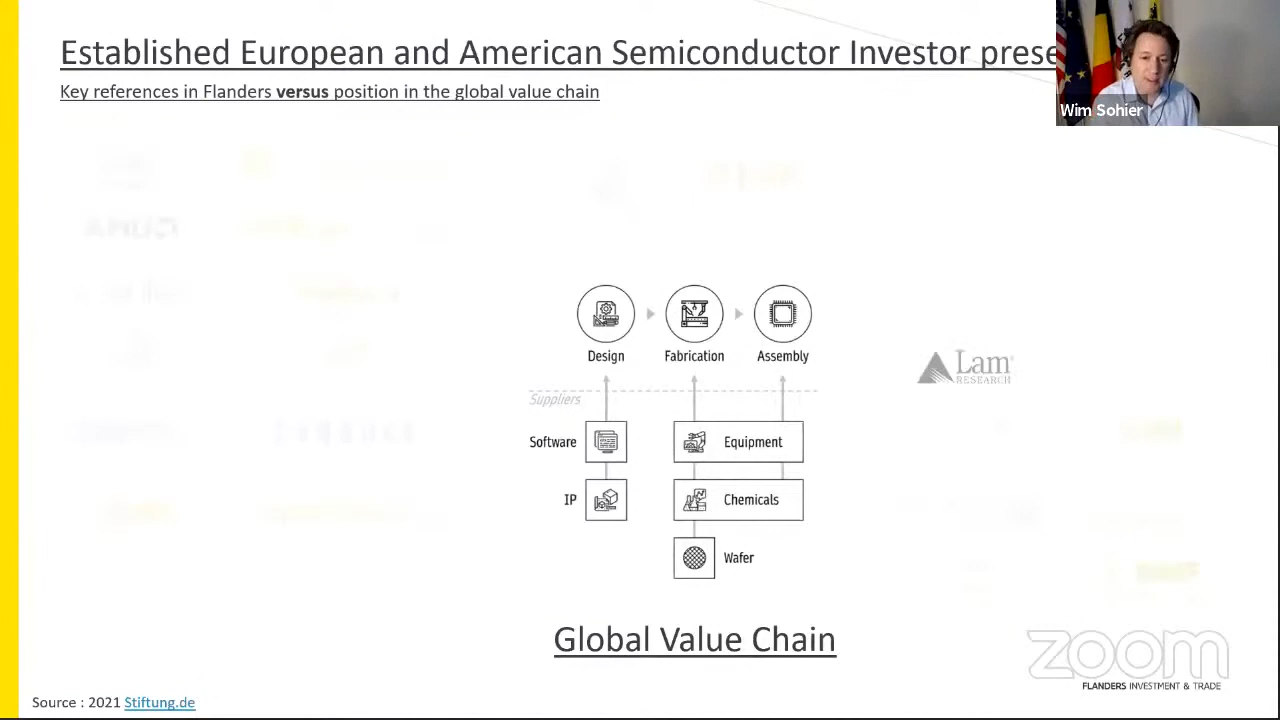 Established European and American Semiconductor Investor prese
Key references in Flanders versus position in the global value chain
Wim Sohier
Design
Fabrication
Assembly
Lam
RESEARCH
Suppliers
Software
Equipment
IP
Chemicals
Wafer
Global Value Chain
zoom
FLANDERS INVESTMENT & TRADE
Source : 2021 Stiftung.de